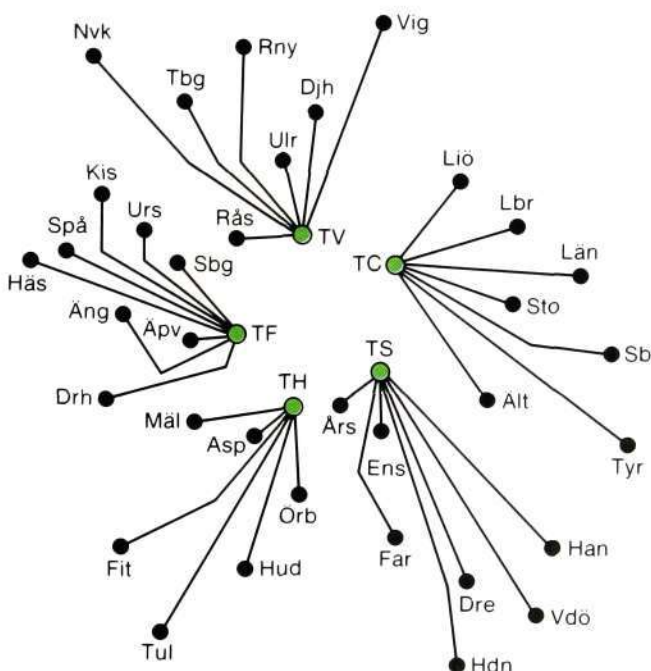 Vig
Nvk
Rny
Tbg
Djh
Ulr
Liö
Kis
Lbr
Urs
Spå
Rås
TV
Län
Häs
Sbg
TC
Sto
Äng
Äpv
TF
TS
Sb
Drh
TH
Mäl
Års
Ält
Asp
Ens
Tyr
Örb
Fit
Hud
Far
Han
Dre
Vdö
Tul
Hdn